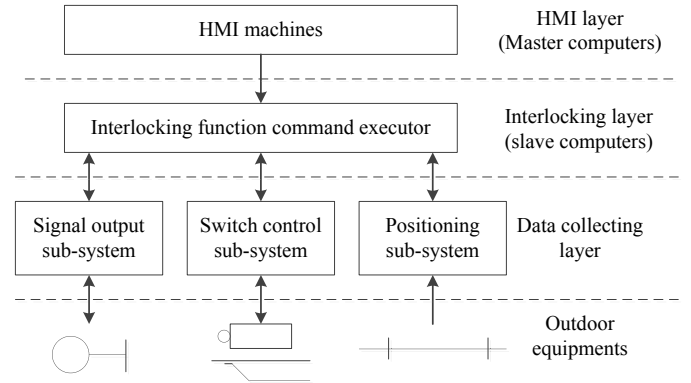 HMI machines
HMI layer
(Master computers)
Interlocking function command executor
Interlocking layer
(slave computers)
Signal output
sub-system
Switch control
sub-system
Positioning
sub-system
Data collecting
layer
Outdoor
equipments